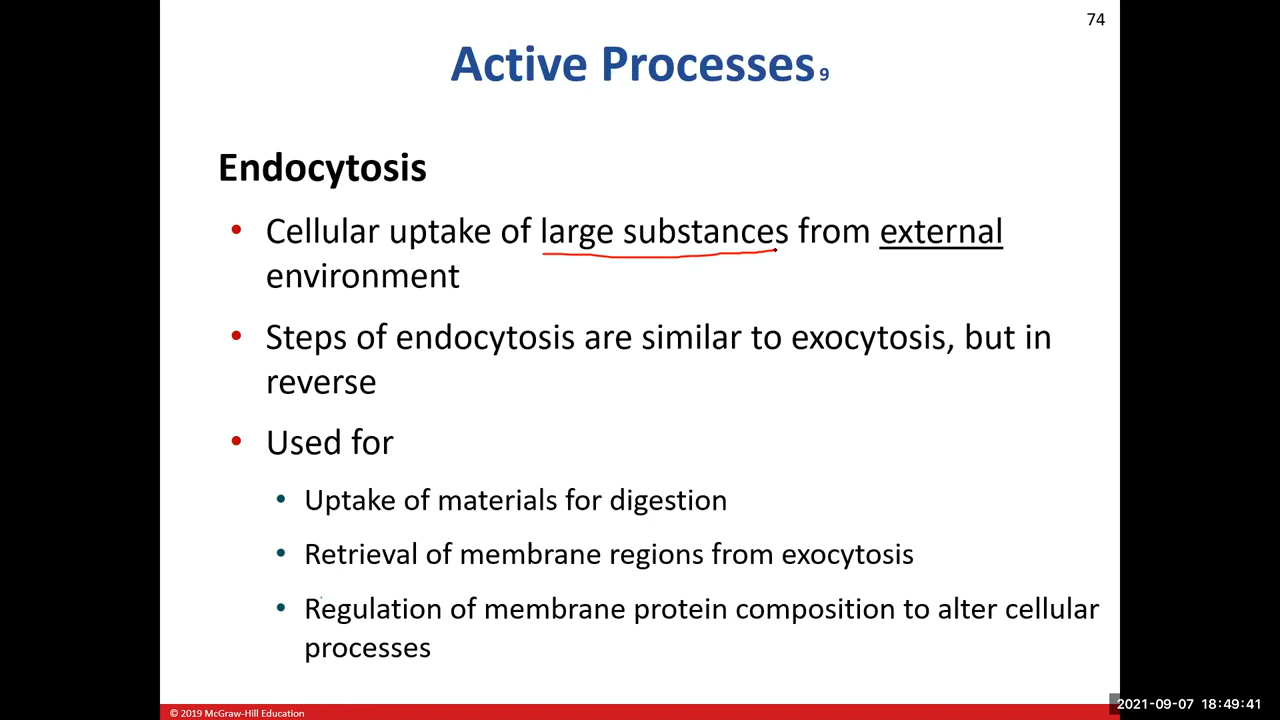 74
Active Processes 9
Endocytosis
• Cellular uptake of large substances from external
environment
• Steps of endocytosis are similar to exocytosis, but in
reverse
• Used for
• Uptake of materials for digestion
• Retrieval of membrane regions from exocytosis
• Regulation of membrane protein composition to alter cellular
processes
© 2019 McGraw-Hill Education
2021-09-07 18:49:41